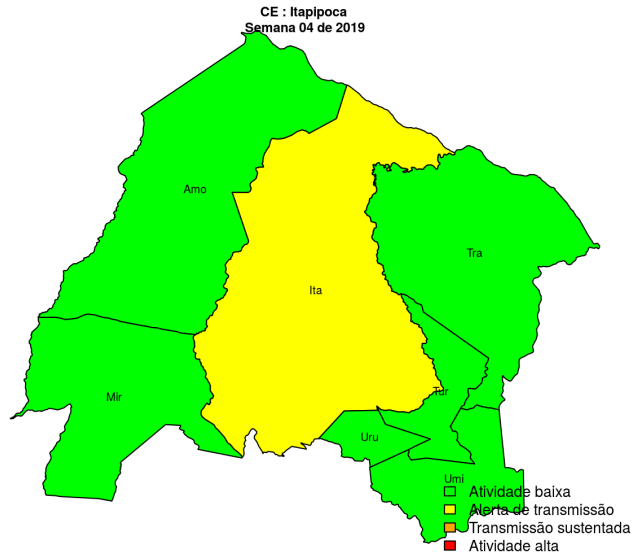 CE : Itapipoca
Semana 04 de 2019
Amo
Tra
Ita
Tur
Mir
Uru
Umi
Atividade baixa
Alerta de transmissão
Transmissão sustentada
Atividade alta